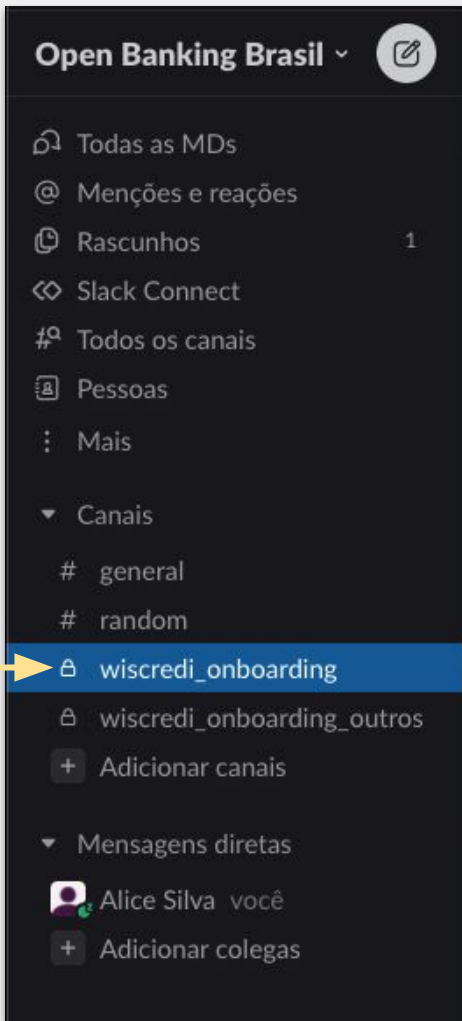 Open Banking Brasil
Todas as MDs
@ Menções e reações
Rascunhos 1
Slack Connect
Todos os canais
Pessoas
Mais
Canais
# general
# random
wiscredi_onboarding
wiscredi_onboarding_outros
+ Adicionar canais
Mensagens diretas
Alice Silva você
+ Adicionar colegas